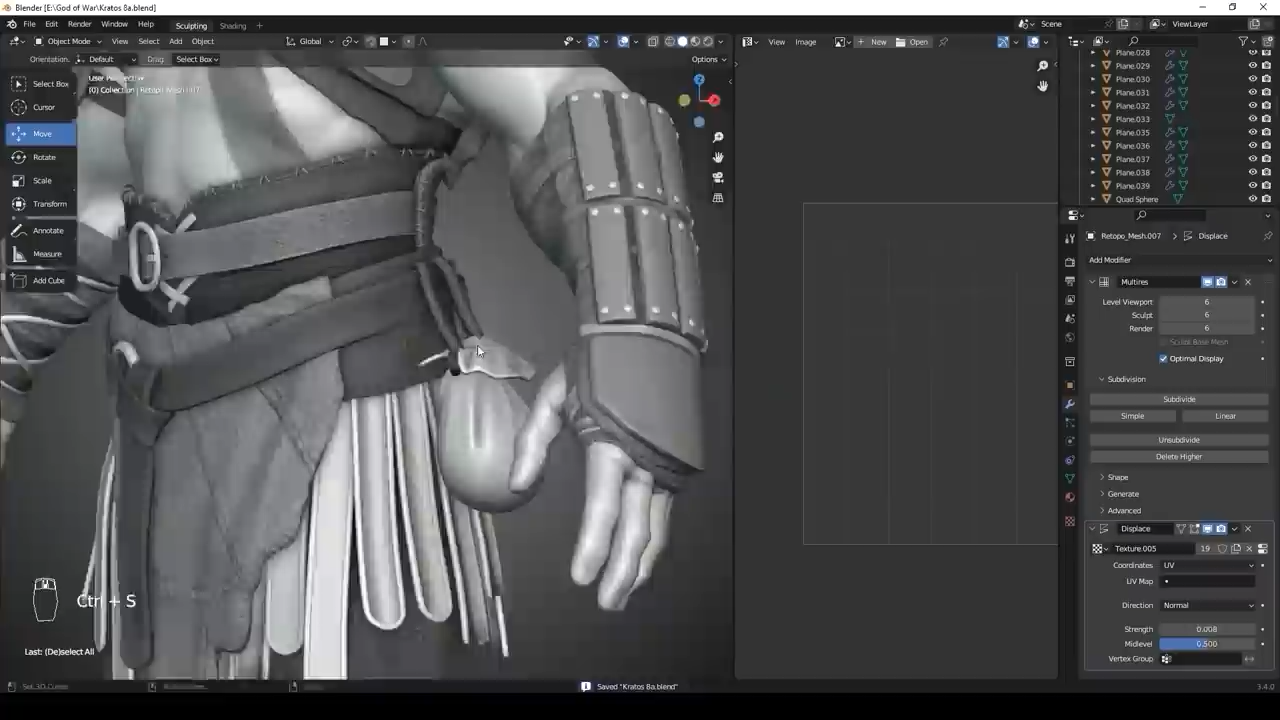 Blender [E:\God of War\Kratos 8a.blend]
File Edit Render Window Help Sculpting Shading + Scene ViewLayer
Object Mode View Select Add Object Global View Image New Open
Orientation: Default Drag: Select Box Options
(0) Collection | Retopo_Mesh.007
Select Box
Cursor
Move
Rotate
Scale
Transform
Annotate
Measure
Add Cube
Z
Plane.028
Plane.029
Plane.030
Plane.031
Plane.032
Plane.033
Plane.035
Plane.036
Plane.037
Plane.038
Plane.039
Quad Sphere
Retopo_Mesh.007 > Displace
Add Modifier
Multires
Level Viewport 6
Sculpt 6
Render 6
Sculpt Base Mesh
Optimal Display
Subdivision
Subdivide
Simple Linear
Unsubdivide
Delete Higher
Shape
Generate
Advanced
Displace
Texture.005 19
Coordinates UV
UV Map
Direction Normal
Strength 0.008
Midlevel 0.500
Vertex Group
Ctrl + S
Last: (De)select All
Set 3D Cursor Saved "Kratos 8a.blend" 3.4.0